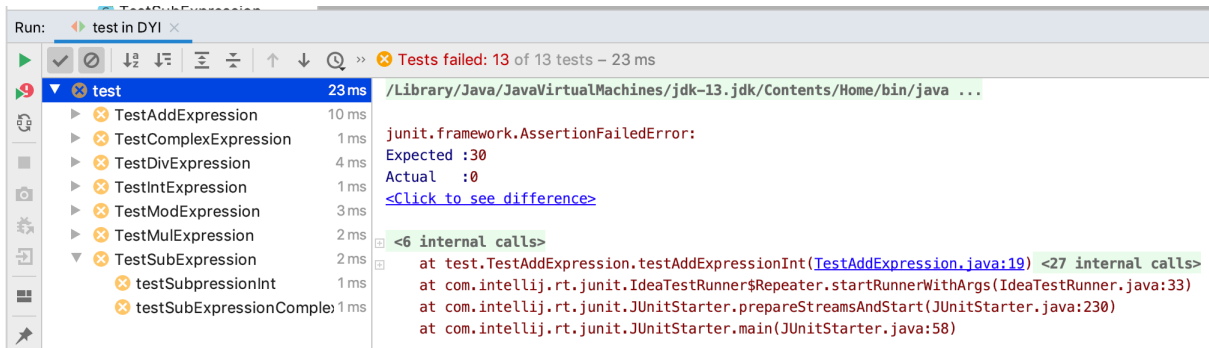 TestSubExpression
Run: test in DYI
Tests failed: 13 of 13 tests – 23 ms
test 23 ms
TestAddExpression 10 ms
TestComplexExpression 1 ms
TestDivExpression 4 ms
TestIntExpression 1 ms
TestModExpression 3 ms
TestMulExpression 2 ms
TestSubExpression 2 ms
testSubpressionInt 1 ms
testSubExpressionComple 1 ms
/Library/Java/JavaVirtualMachines/jdk-13.jdk/Contents/Home/bin/java ...
junit.framework.AssertionFailedError:
Expected :30
Actual   :0
<Click to see difference>
<6 internal calls>
at test.TestAddExpression.testAddExpressionInt(TestAddExpression.java:19) <27 internal calls>
at com.intellij.rt.junit.IdeaTestRunner$Repeater.startRunnerWithArgs(IdeaTestRunner.java:33)
at com.intellij.rt.junit.JUnitStarter.prepareStreamsAndStart(JUnitStarter.java:230)
at com.intellij.rt.junit.JUnitStarter.main(JUnitStarter.java:58)